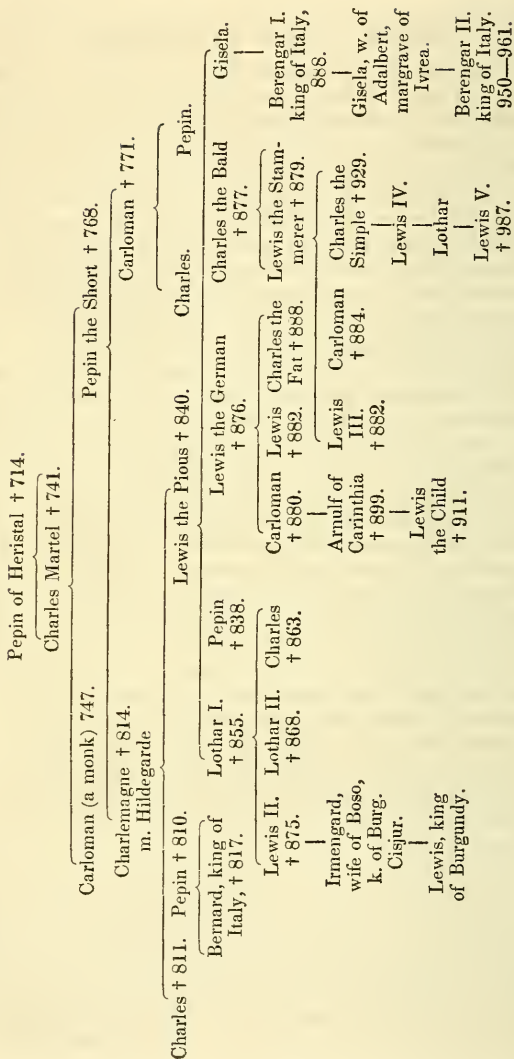 Pepin of Heristal † 714.
Charles Martel † 741.
Carloman (a monk) 747. Pepin the Short † 768.
Charlemagne † 814. Carloman † 771.
m. Hildegarde
Charles. Pepin.
Charles † 811. Pepin † 810. Lewis the Pious † 840.
Bernard, king of
Italy, † 817.
Lothar I.
† 855.
Pepin
† 838.
Lewis the German
† 876.
Charles the Bald
† 877.
Gisela.
Lewis II.
† 875.
Lothar II.
† 868.
Charles
† 863.
Carloman
† 880.
Lewis
† 882.
Charles the
Fat † 888.
Lewis the Stam-
merer † 879.
Berengar I.
king of Italy,
888.
Irmengard,
wife of Boso,
k. of Burg.
Cisjur.
Arnulf of
Carinthia
† 899.
Lewis
III.
† 882.
Carloman
† 884.
Charles the
Simple † 929.
Gisela, w. of
Adalbert,
margrave of
Ivrea.
Lewis, king
of Burgundy.
Lewis
the Child
† 911.
Lewis IV.
Lothar
Lewis V.
† 987.
Berengar II.
king of Italy.
950—961.